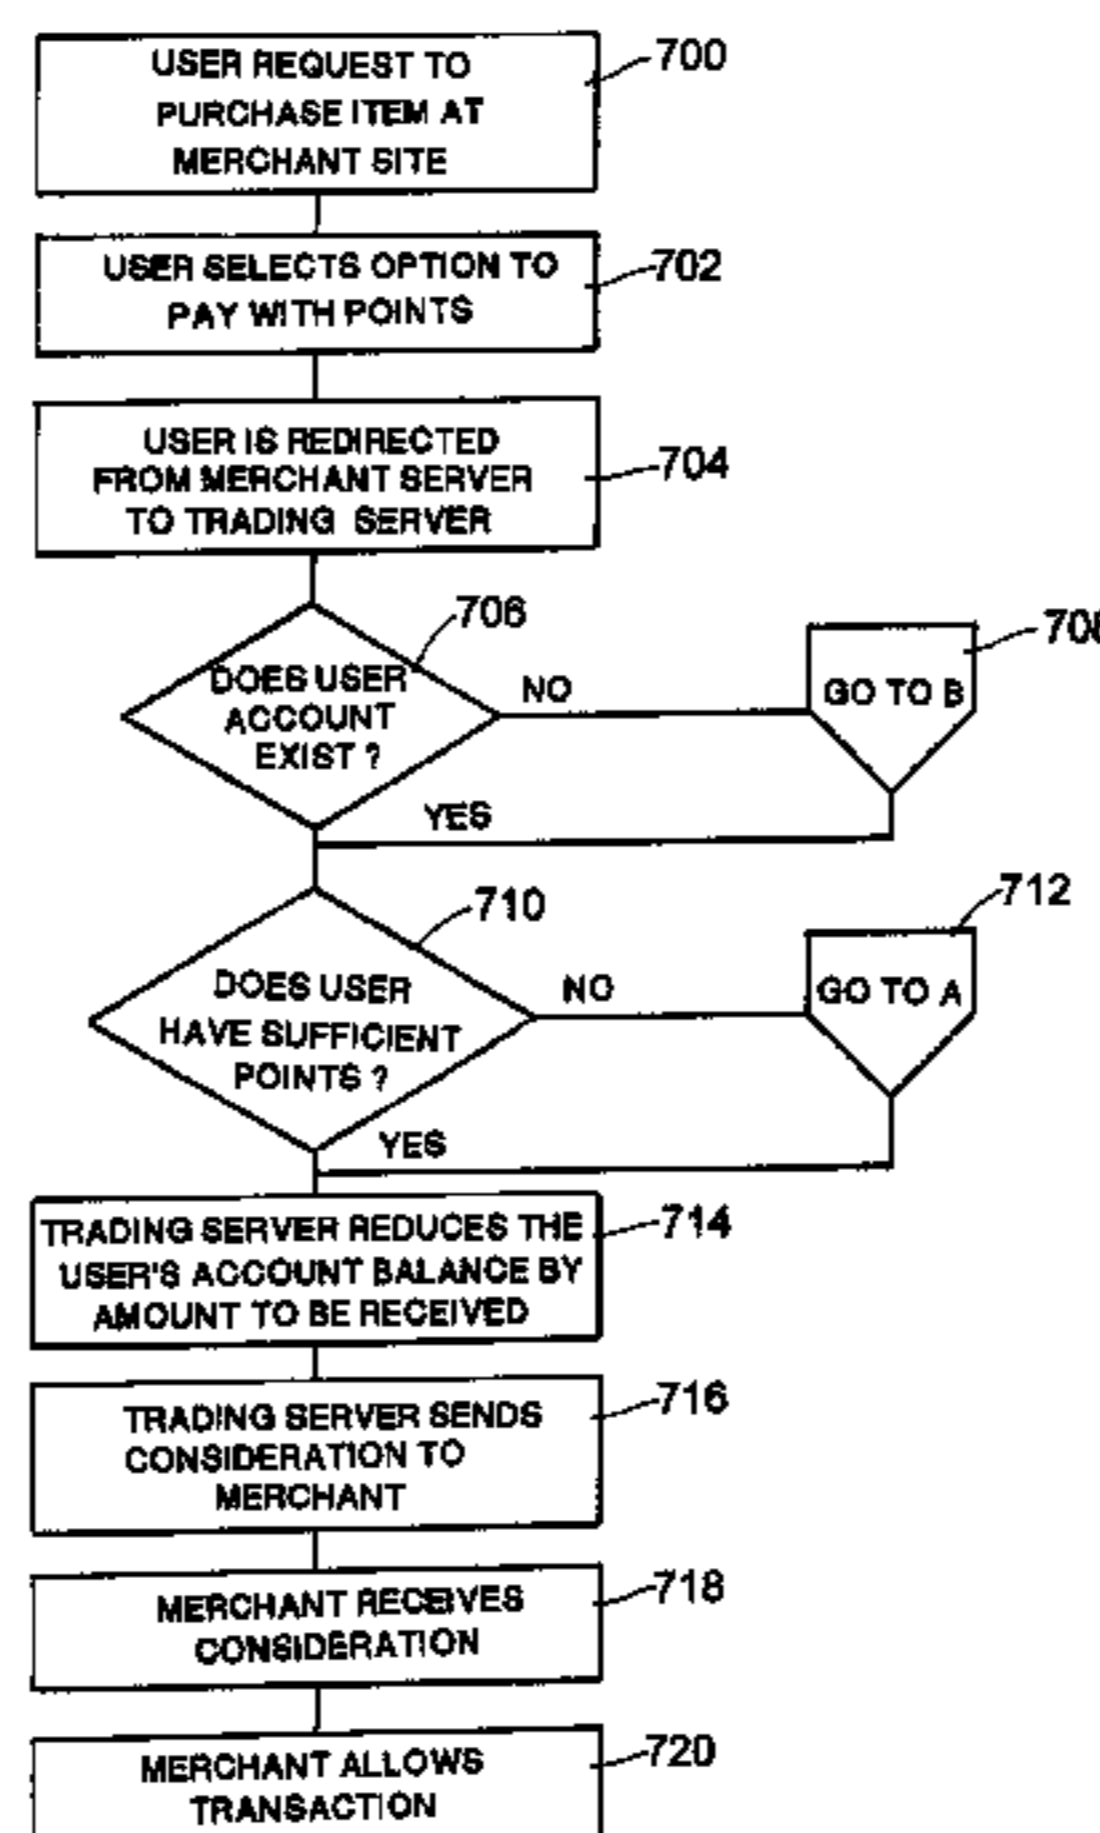 USER REQUEST TO
PURCHASE ITEM AT
MERCHANT SITE
700
USER SELECTS OPTION TO
PAY WITH POINTS
702
USER IS REDIRECTED
FROM MERCHANT SERVER
TO TRADING SERVER
704
DOES USER
ACCOUNT
EXIST ?
706
NO
GO TO B
708
YES
DOES USER
HAVE SUFFICIENT
POINTS ?
710
NO
GO TO A
712
YES
TRADING SERVER REDUCES THE
USER'S ACCOUNT BALANCE BY
AMOUNT TO BE RECEIVED
714
TRADING SERVER SENDS
CONSIDERATION TO
MERCHANT
716
MERCHANT RECEIVES
CONSIDERATION
718
MERCHANT ALLOWS
TRANSACTION
720